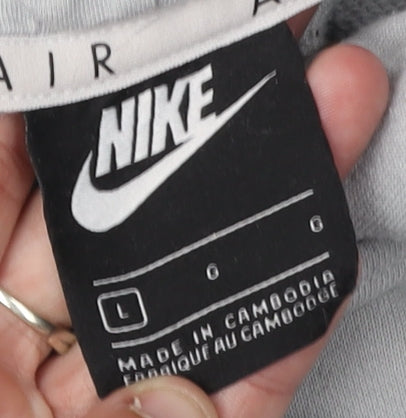 AIR A
NIKE
L G G
MADE IN CAMBODIA
FABRIQUÉ AU CAMBODGE